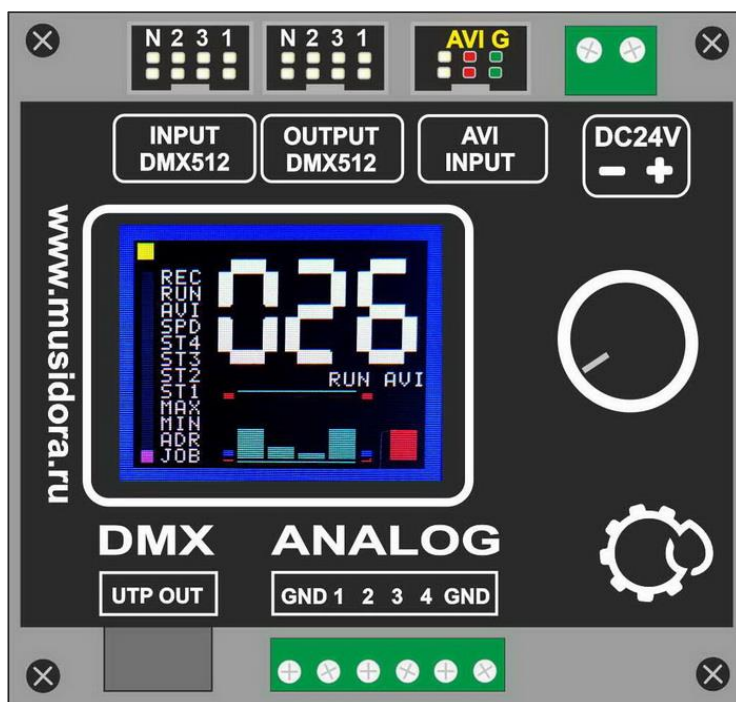 N 2 3 1
N 2 3 1
AVI G
INPUT
DMX512
OUTPUT
DMX512
AVI
INPUT
DC24V
- +
www.musidora.ru
026
REC
RUN
AVI
SPD
ST4
ST3
ST2
ST1
MAX
MIN
ADR
JOB
RUN AVI
DMX
ANALOG
UTP OUT
GND 1 2 3 4 GND